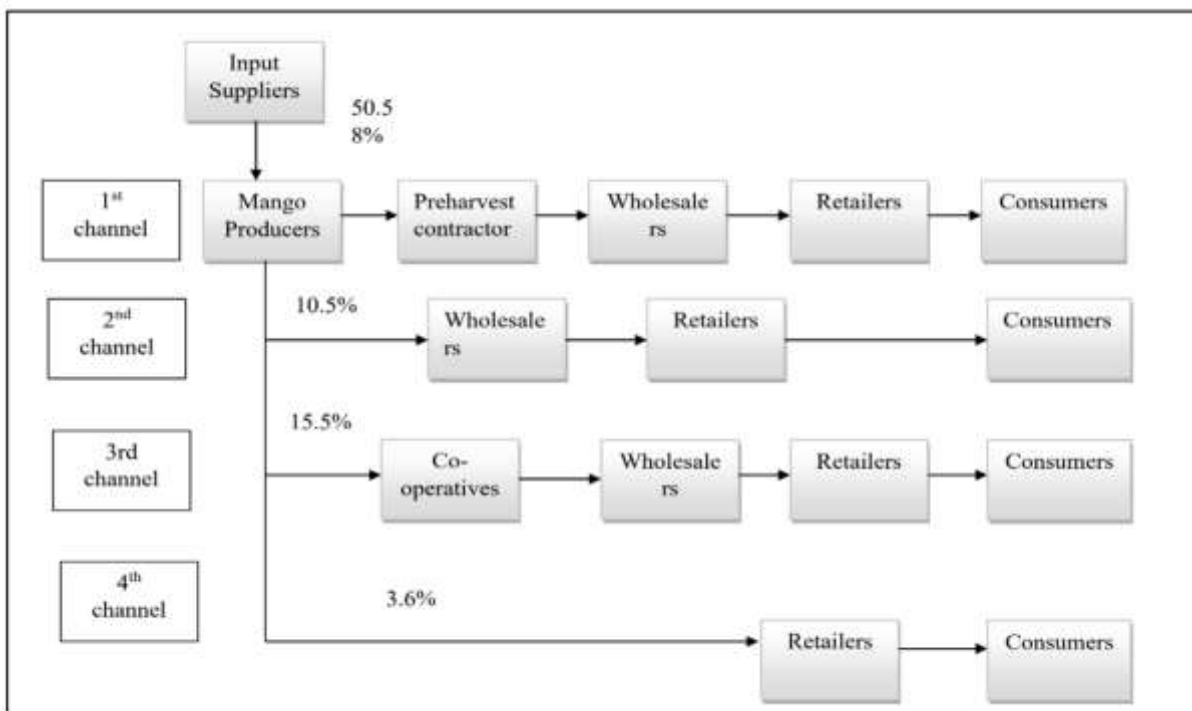 Input
Suppliers
50.5
8%
1st
channel
Mango
Producers
Preharvest
contractor
Wholesale
rs
Retailers
Consumers
10.5%
2nd
channel
Wholesale
rs
Retailers
Consumers
15.5%
3rd
channel
Co-
operatives
Wholesale
rs
Retailers
Consumers
4th
channel
3.6%
Retailers
Consumers